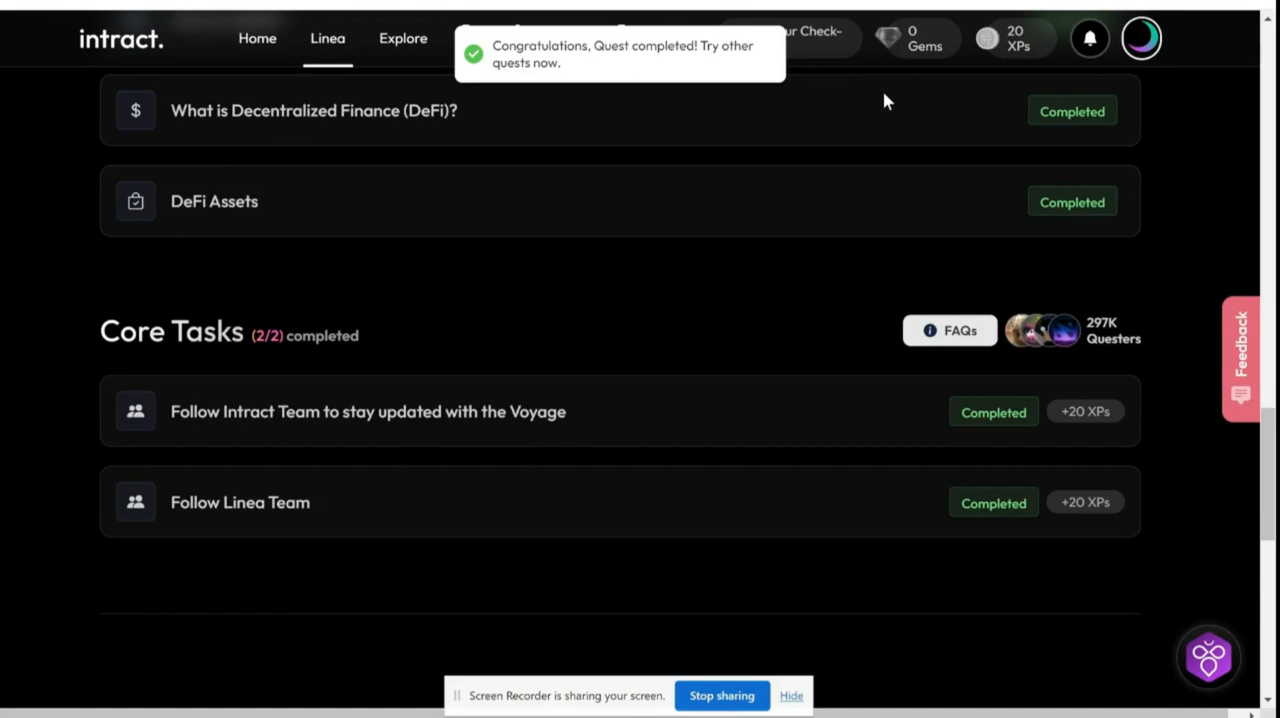 intract.
Home
Linea
Explore
Congratulations, Quest completed! Try other
quests now.
ur Check-
0
Gems
20
XPs
$
What is Decentralized Finance (DeFi)?
Completed
DeFi Assets
Completed
Core Tasks (2/2) completed
FAQs
297K
Questers
Follow Intract Team to stay updated with the Voyage
Completed
+20 XPs
Follow Linea Team
Completed
+20 XPs
Feedback
Screen Recorder is sharing your screen.
Stop sharing
Hide